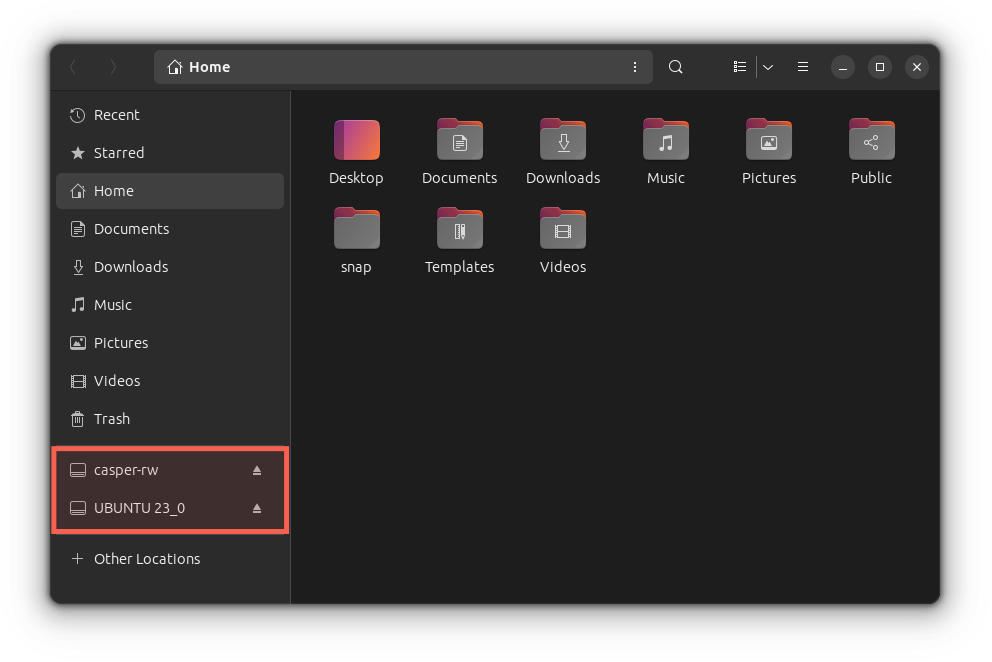 Home
Recent
Starred
Home
Documents
Downloads
Music
Pictures
Videos
Trash
casper-rw
UBUNTU 23_0
Other Locations
Desktop
Documents
Downloads
Music
Pictures
Public
snap
Templates
Videos